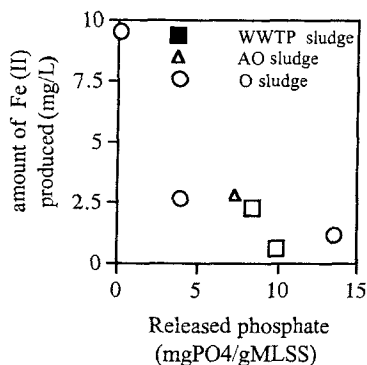 10
7.5
5
2.5
0
amount of Fe (II)
produced (mg/L)
WWTP sludge
AO sludge
O sludge
0 5 10 15
Released phosphate
(mgPO4/gMLSS)